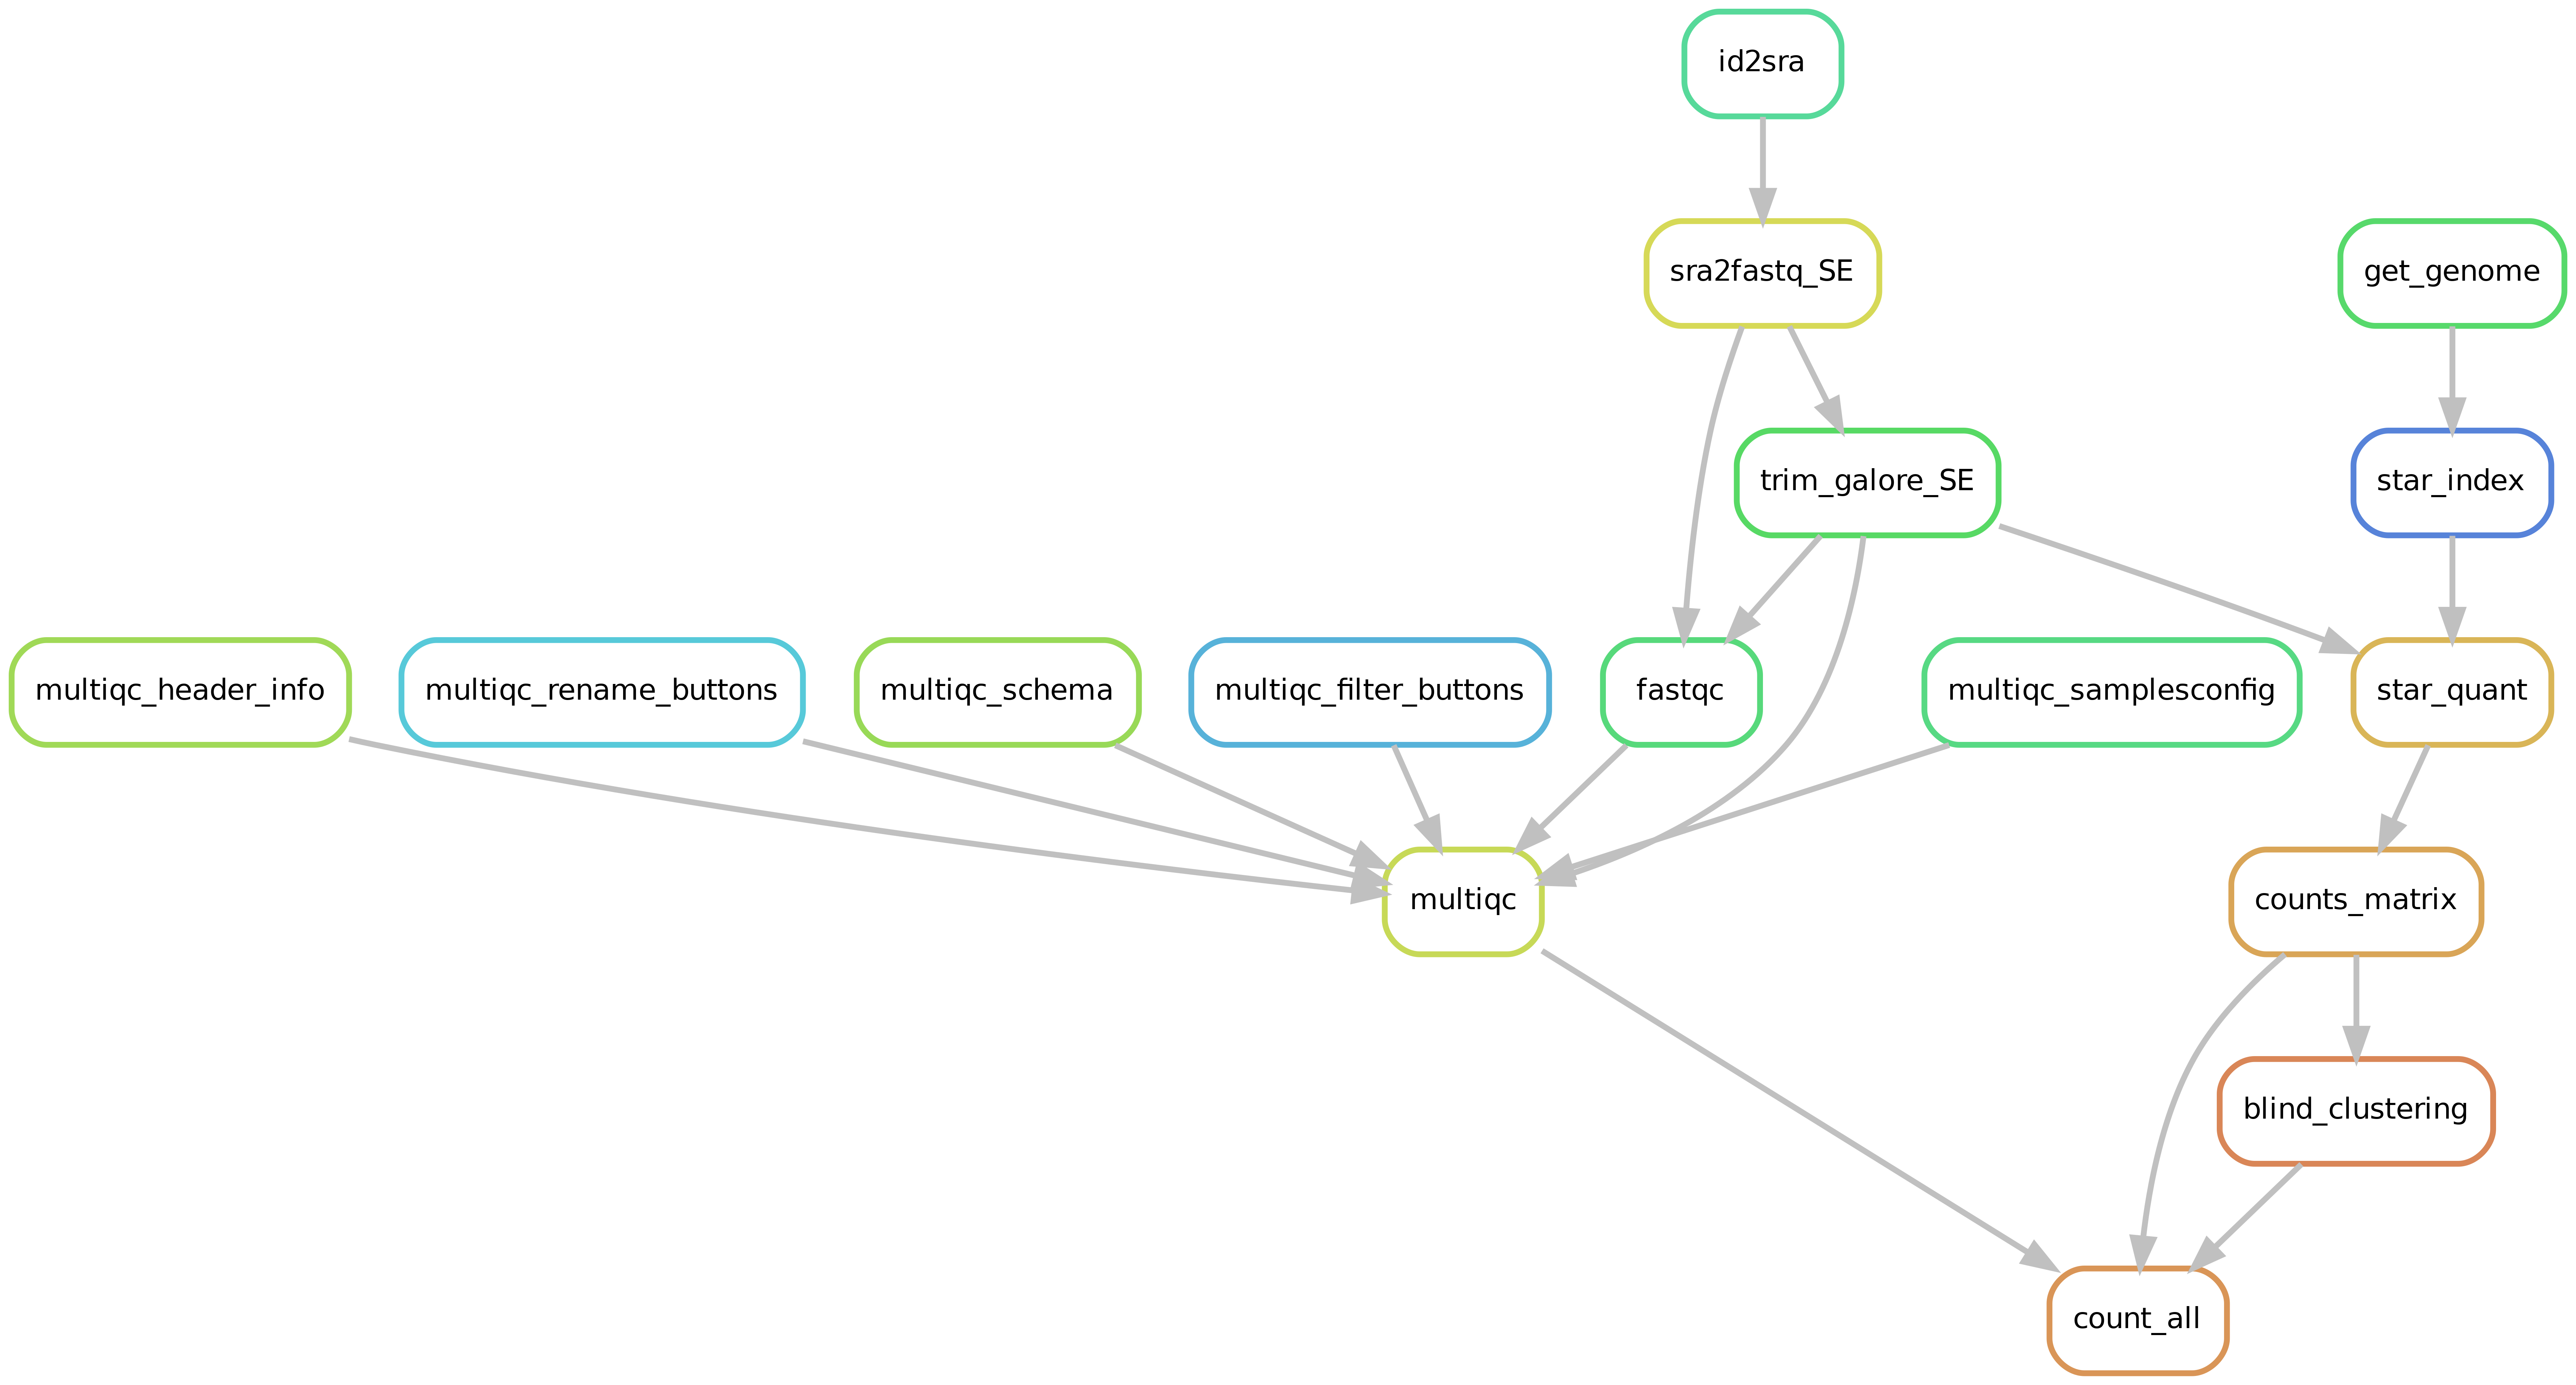 id2sra
sra2fastq_SE
get_genome
trim_galore_SE
star_index
multiqc_header_info
multiqc_rename_buttons
multiqc_schema
multiqc_filter_buttons
fastqc
multiqc_samplesconfig
star_quant
multiqc
counts_matrix
blind_clustering
count_all